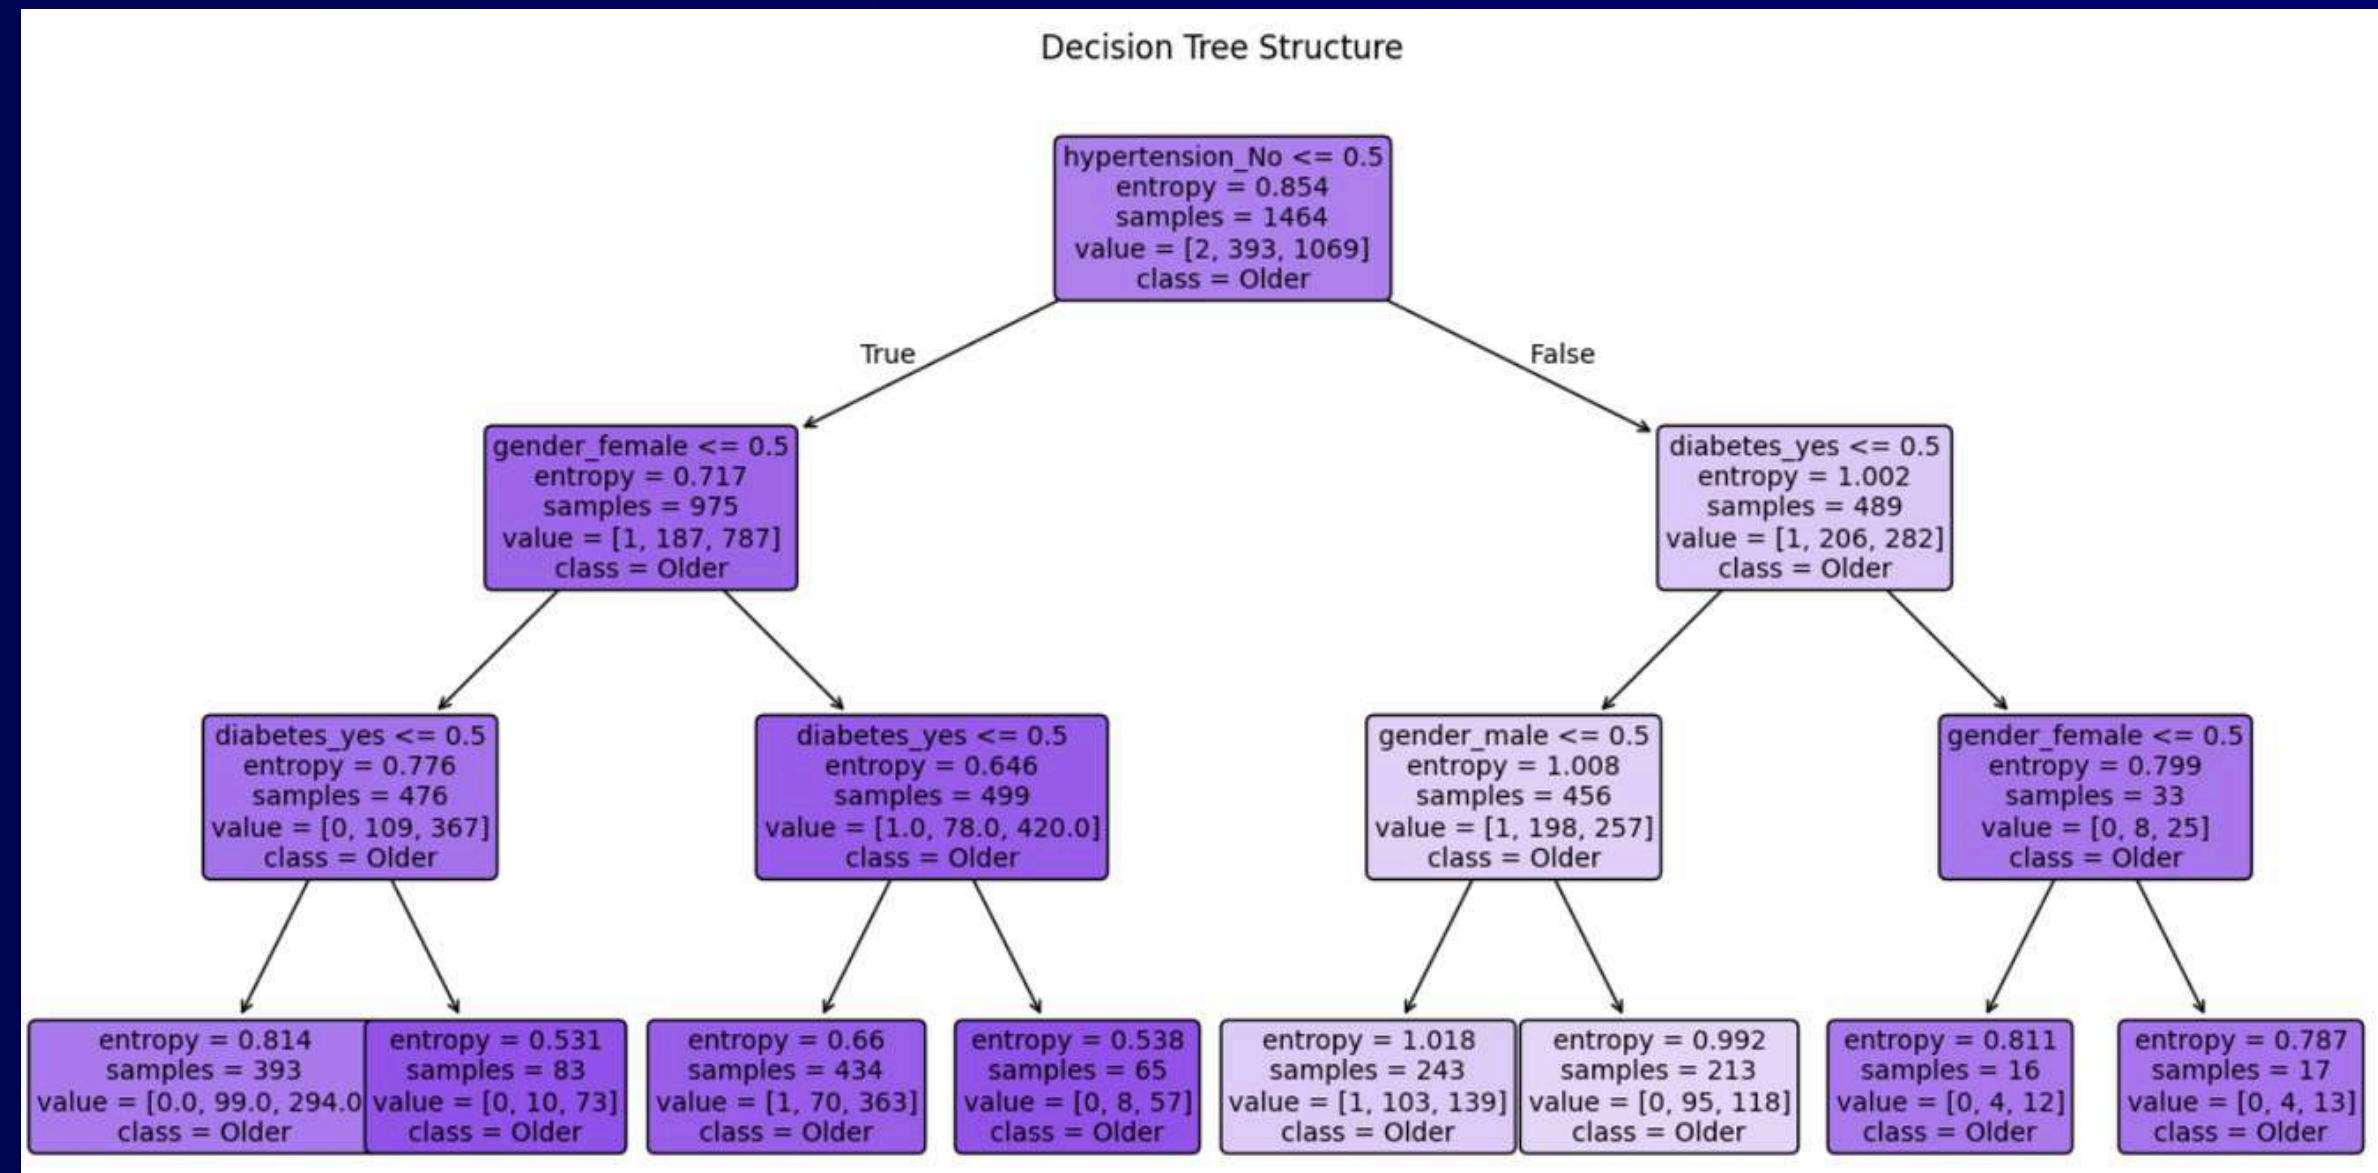 Decision Tree Structure
hypertension_No <= 0.5
entropy = 0.854
samples = 1464
value = [2, 393, 1069]
class = Older
True
False
gender_female <= 0.5
entropy = 0.717
samples = 975
value = [1, 187, 787]
class = Older
diabetes_yes <= 0.5
entropy = 1.002
samples = 489
value = [1, 206, 282]
class = Older
diabetes_yes <= 0.5
entropy = 0.776
samples = 476
value = [0, 109, 367]
class = Older
diabetes_yes <= 0.5
entropy = 0.646
samples = 499
value = [1.0, 78.0, 420.0]
class = Older
gender_male <= 0.5
entropy = 1.008
samples = 456
value = [1, 198, 257]
class = Older
gender_female <= 0.5
entropy = 0.799
samples = 33
value = [0, 8, 25]
class = Older
entropy = 0.814
samples = 393
value = [0.0, 99.0, 294.0
class = Older
entropy = 0.531
samples = 83
value = [0, 10, 73]
class = Older
entropy = 0.66
samples = 434
value = [1, 70, 363]
class = Older
entropy = 0.538
samples = 65
value = [0, 8, 57]
class = Older
entropy = 1.018
samples = 243
value = [1, 103, 139]
class = Older
entropy = 0.992
samples = 213
value = [0, 95, 118]
class = Older
entropy = 0.811
samples = 16
value = [0, 4, 12]
class = Older
entropy = 0.787
samples = 17
value = [0, 4, 13]
class = Older